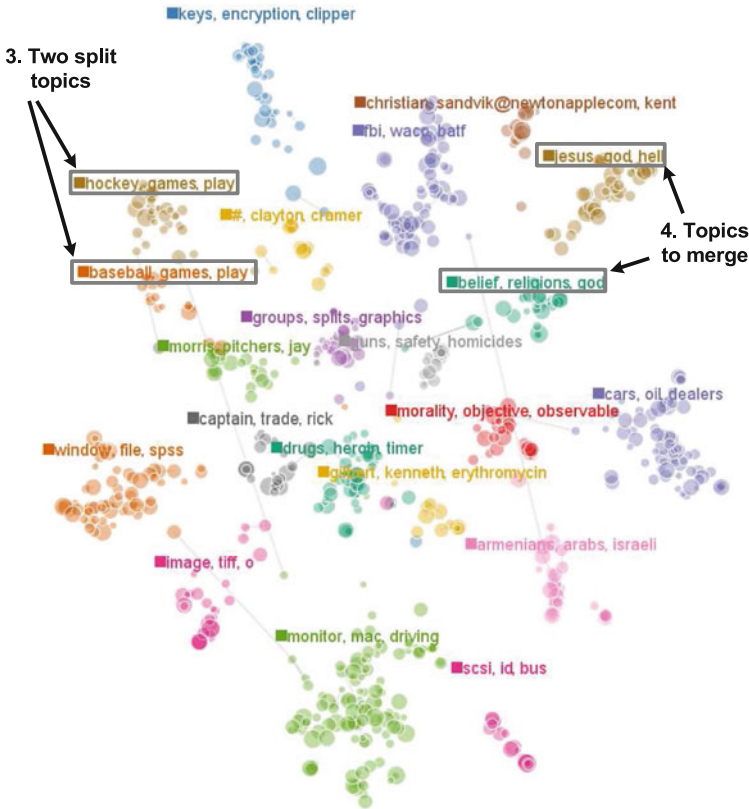 keys, encryption, clipper
3. Two split
topics
christian, sandvik@newtonapplecom, kent
fbi, waco, batf
jesus, god, hell
hockey, games, play
#, clayton, cramer
4. Topics
to merge
baseball, games, play
belief, religions, god
groups, splits, graphics
guns, safety, homicides
morris, pitchers, jay
cars, oil, dealers
captain, trade, rick
morality, objective, observable
window, file, spss
drugs, heroin, timer
gilbert, kenneth, erythromycin
armenians, arabs, israeli
image, tiff, o
monitor, mac, driving
scsi, id, bus